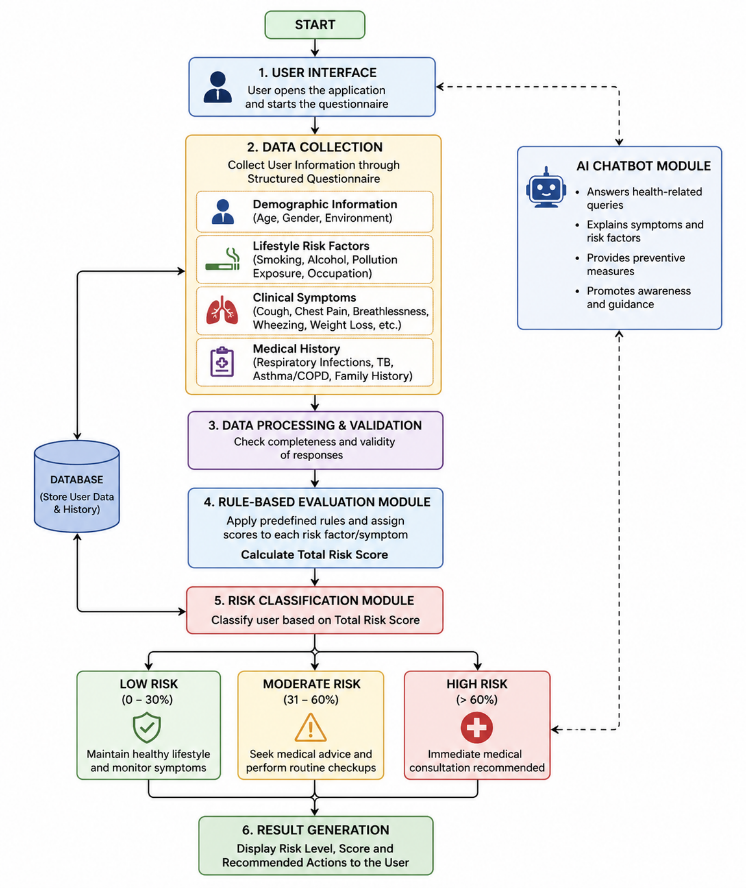 START
1. USER INTERFACE
User opens the application
and starts the questionnaire
2. DATA COLLECTION
Collect User Information through
Structured Questionnaire
Demographic Information
(Age, Gender, Environment)
Lifestyle Risk Factors
(Smoking, Alcohol, Pollution
Exposure, Occupation)
Clinical Symptoms
(Cough, Chest Pain, Breathlessness,
Wheezing, Weight Loss, etc.)
Medical History
(Respiratory Infections, TB,
Asthma/COPD, Family History)
AI CHATBOT MODULE
• Answers health-related
queries
• Explains symptoms and
risk factors
• Provides preventive
measures
• Promotes awareness
and guidance
3. DATA PROCESSING & VALIDATION
Check completeness and validity
of responses
DATABASE
(Store User Data
& History)
4. RULE-BASED EVALUATION MODULE
Apply predefined rules and assign
scores to each risk factor/symptom
Calculate Total Risk Score
5. RISK CLASSIFICATION MODULE
Classify user based on Total Risk Score
LOW RISK
(0 – 30%)
Maintain healthy lifestyle
and monitor symptoms
MODERATE RISK
(31 – 60%)
Seek medical advice and
perform routine checkups
HIGH RISK
(> 60%)
Immediate medical
consultation recommended
6. RESULT GENERATION
Display Risk Level, Score and
Recommended Actions to the User